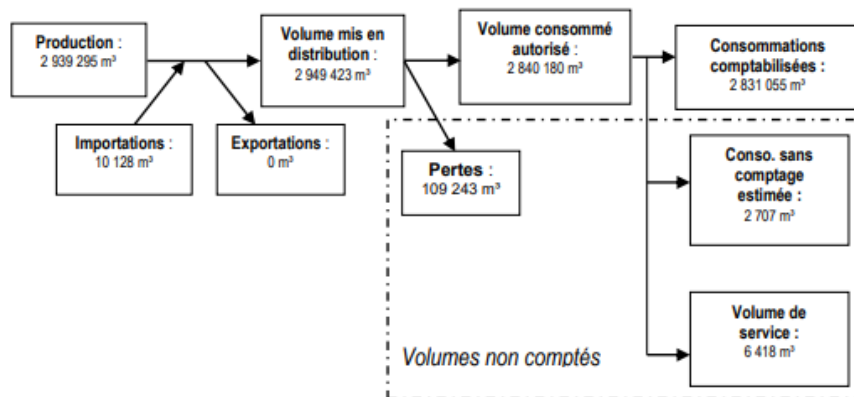 Production :
2 939 295 m³
Volume mis en
distribution :
2 949 423 m³
Volume consommé
autorisé :
2 840 180 m³
Consommations
comptabilisées :
2 831 055 m³
Importations :
10 128 m³
Exportations :
0 m³
Pertes :
109 243 m³
Conso. sans
comptage
estimée :
2 707 m³
Volume de
service :
6 418 m³
Volumes non comptés